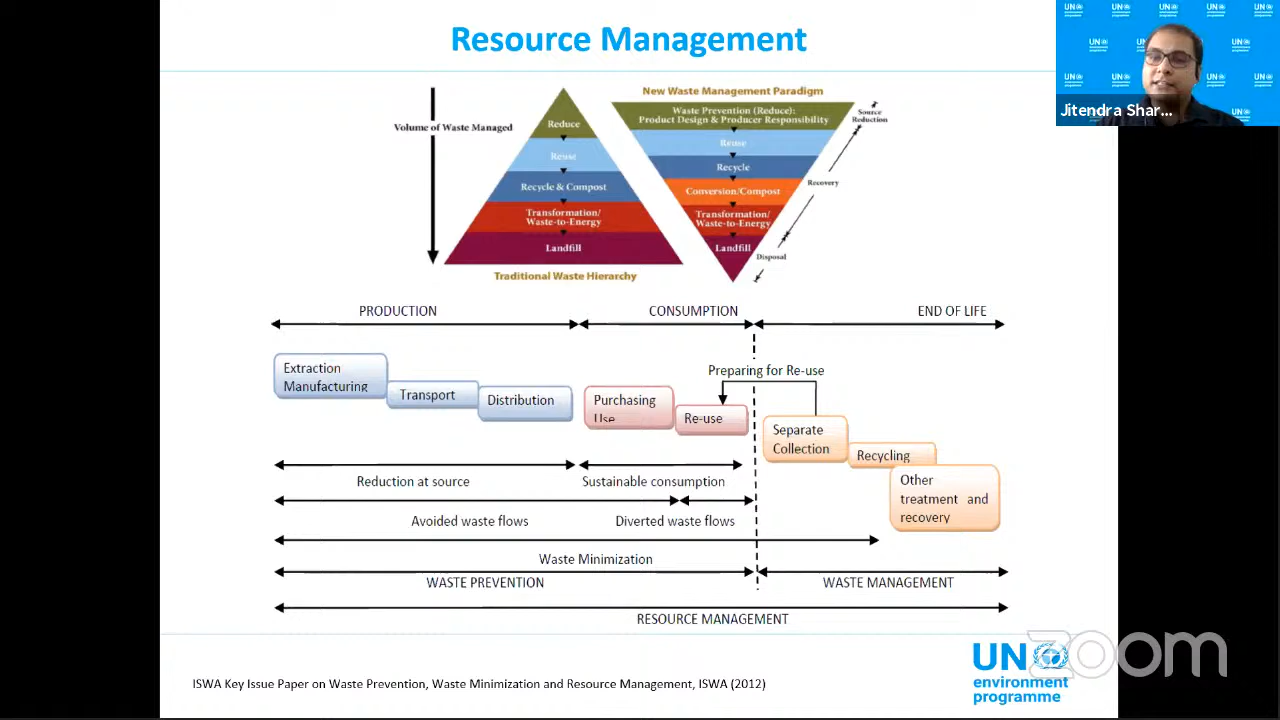 Resource Management
Volume of Waste Managed
Reduce
Reuse
Recycle & Compost
Transformation/
Waste-to-Energy
Landfill
Traditional Waste Hierarchy
New Waste Management Paradigm
Waste Prevention (Reduce):
Product Design & Producer Responsibility
Reuse
Recycle
Conversion/Compost
Transformation/
Waste-to-Energy
Landfill
Source
Reduction
Recovery
Disposal
PRODUCTION
CONSUMPTION
END OF LIFE
Extraction
Manufacturing
Transport
Distribution
Purchasing
Use
Re-use
Preparing for Re-use
Separate
Collection
Recycling
Other
treatment and
recovery
Reduction at source
Sustainable consumption
Avoided waste flows
Diverted waste flows
Waste Minimization
WASTE PREVENTION
WASTE MANAGEMENT
RESOURCE MANAGEMENT
ISWA Key Issue Paper on Waste Prevention, Waste Minimization and Resource Management, ISWA (2012)
UN
environment
programme
zoom
Jitendra Shar...